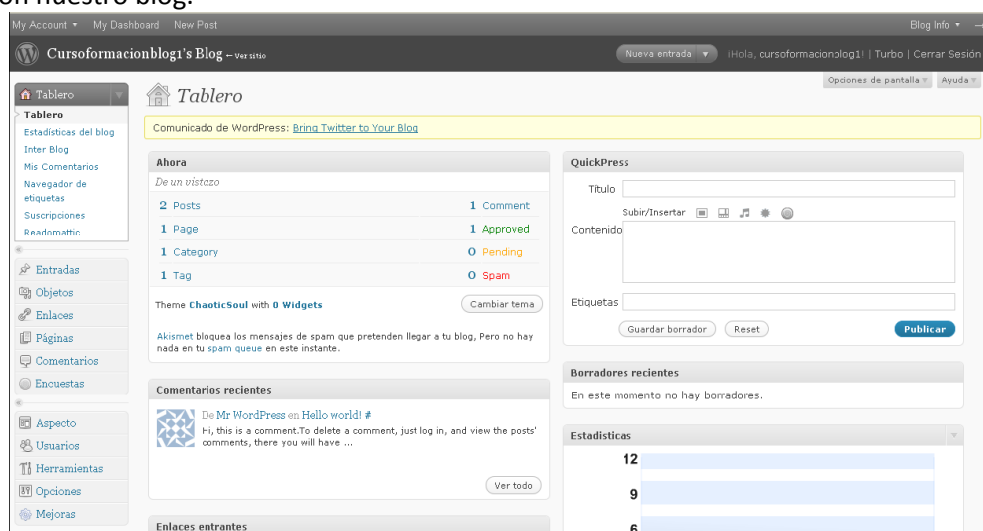 on nuestro blog.
My Account My Dashboard New Post Blog Info
Cursoformacionblog1's Blog ← Ver sitio Nueva entrada ¡Hola, cursoformacionblog1! | Turbo | Cerrar Sesión
Opciones de pantalla Ayuda
Tablero
Tablero
Estadísticas del blog
Inter Blog
Mis Comentarios
Navegador de
etiquetas
Suscripciones
Readomattic
Entradas
Objetos
Enlaces
Páginas
Comentarios
Encuestas
Aspecto
Usuarios
Herramientas
Opciones
Mejoras
Tablero
Comunicado de WordPress: Bring Twitter to Your Blog
Ahora
De un vistazo
2 Posts 1 Comment
1 Page 1 Approved
1 Category 0 Pending
1 Tag 0 Spam
Theme ChaoticSoul with 0 Widgets Cambiar tema
Akismet bloquea los mensajes de spam que pretenden llegar a tu blog, Pero no hay
nada en tu spam queue en este instante.
Comentarios recientes
De Mr WordPress en Hello world! #
Hi, this is a comment.To delete a comment, just log in, and view the posts'
comments, there you will have ...
Ver todo
Enlaces entrantes
QuickPress
Título
Subir/Insertar
Contenido
Etiquetas
Guardar borrador Reset Publicar
Borradores recientes
En este momento no hay borradores.
Estadísticas
12
9
6